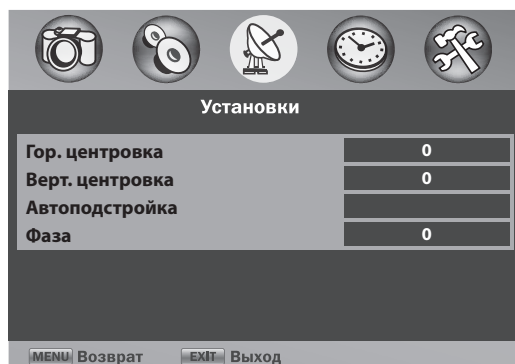 Установки
Гор. центровка 0
Верт. центровка 0
Автоподстройка
Фаза 0
MENU Возврат EXIT Выход